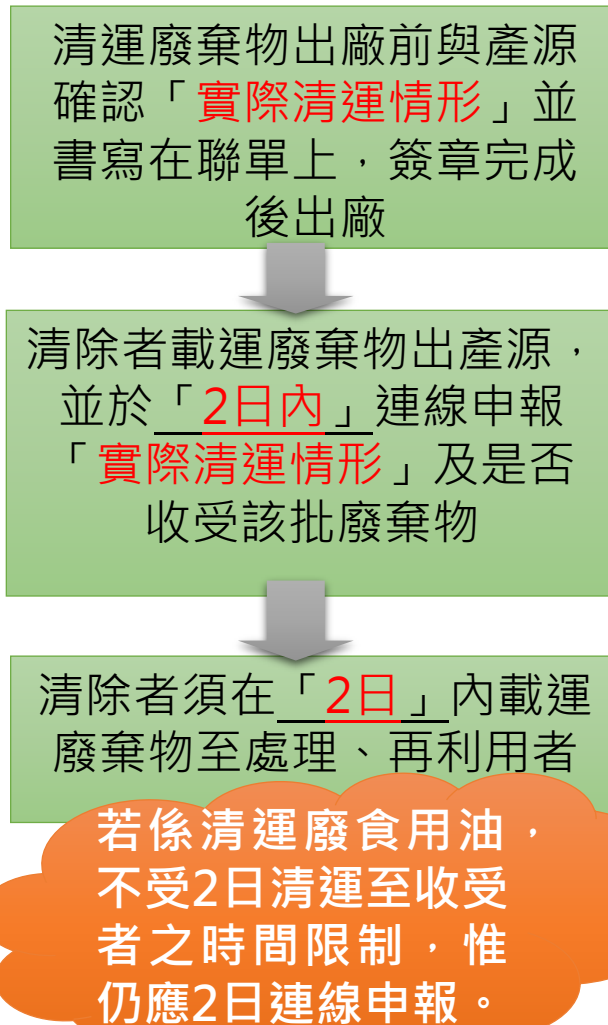 清運廢棄物出廠前與產源
確認「實際清運情形」並
書寫在聯單上，簽章完成
後出廠
清除者載運廢棄物出產源，
並於「2日內」連線申報
「實際清運情形」及是否
收受該批廢棄物
清除者須在「2日」內載運
廢棄物至處理、再利用者
若係清運廢食用油，
不受2日清運至收受
者之時間限制，惟
仍應2日連線申報。